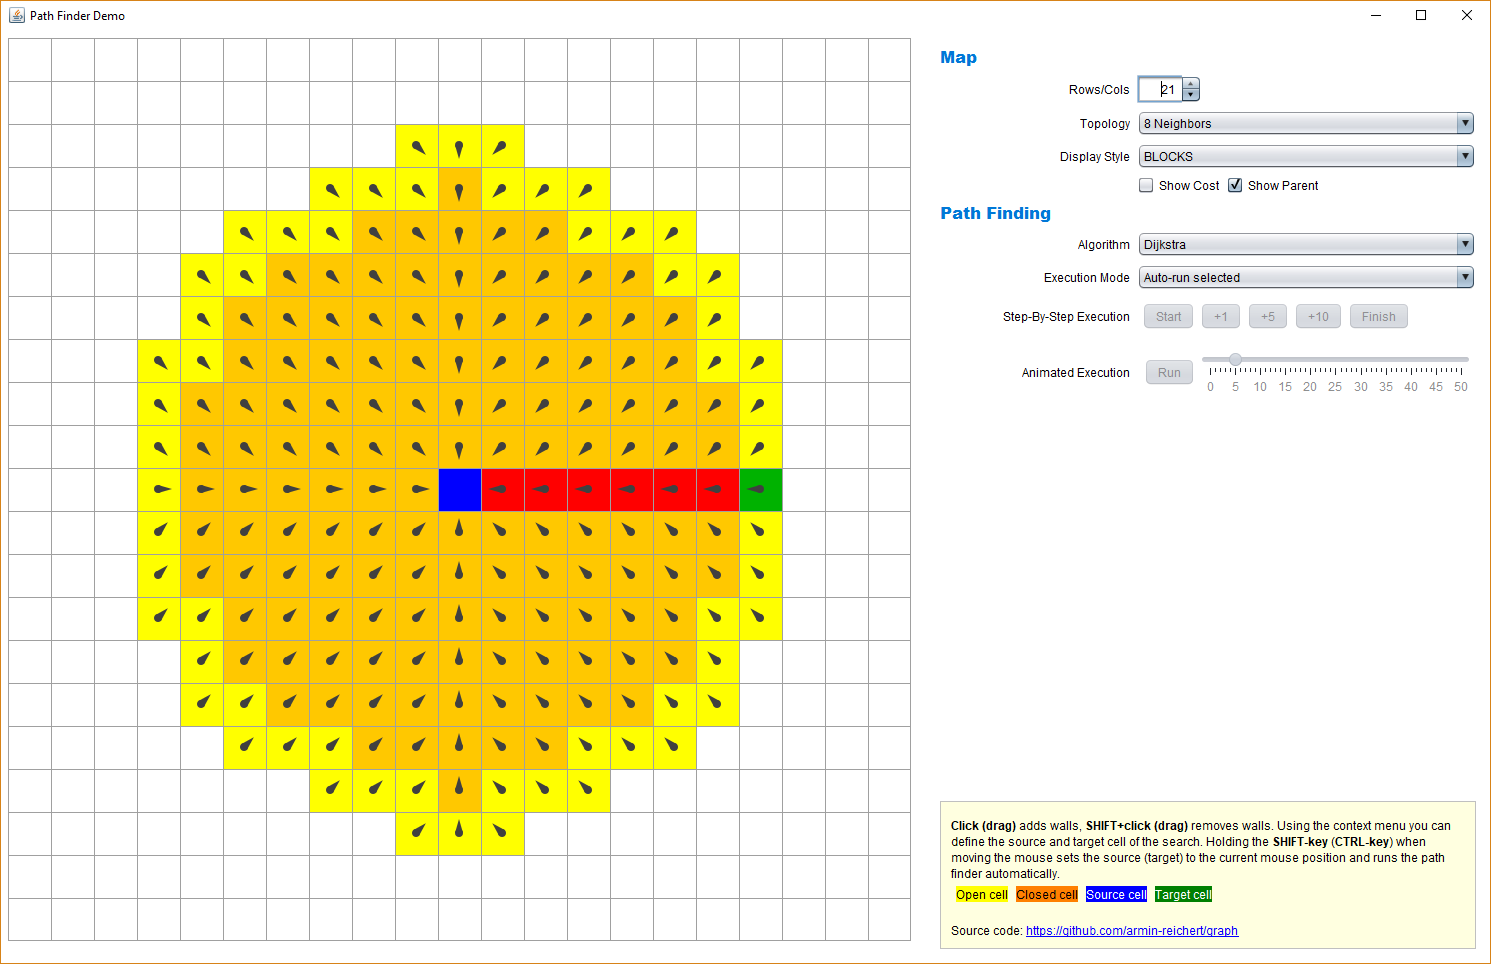 Path Finder Demo
Map
Rows/Cols 21
Topology 8 Neighbors
Display Style BLOCKS
Show Cost Show Parent
Path Finding
Algorithm Dijkstra
Execution Mode Auto-run selected
Step-By-Step Execution Start +1 +5 +10 Finish
Animated Execution Run
0 5 10 15 20 25 30 35 40 45 50
Click (drag) adds walls, SHIFT+click (drag) removes walls. Using the context menu you can
define the source and target cell of the search. Holding the SHIFT-key (CTRL-key) when
moving the mouse sets the source (target) to the current mouse position and runs the path
finder automatically.
Open cell Closed cell Source cell Target cell
Source code: https://github.com/armin-reichert/graph